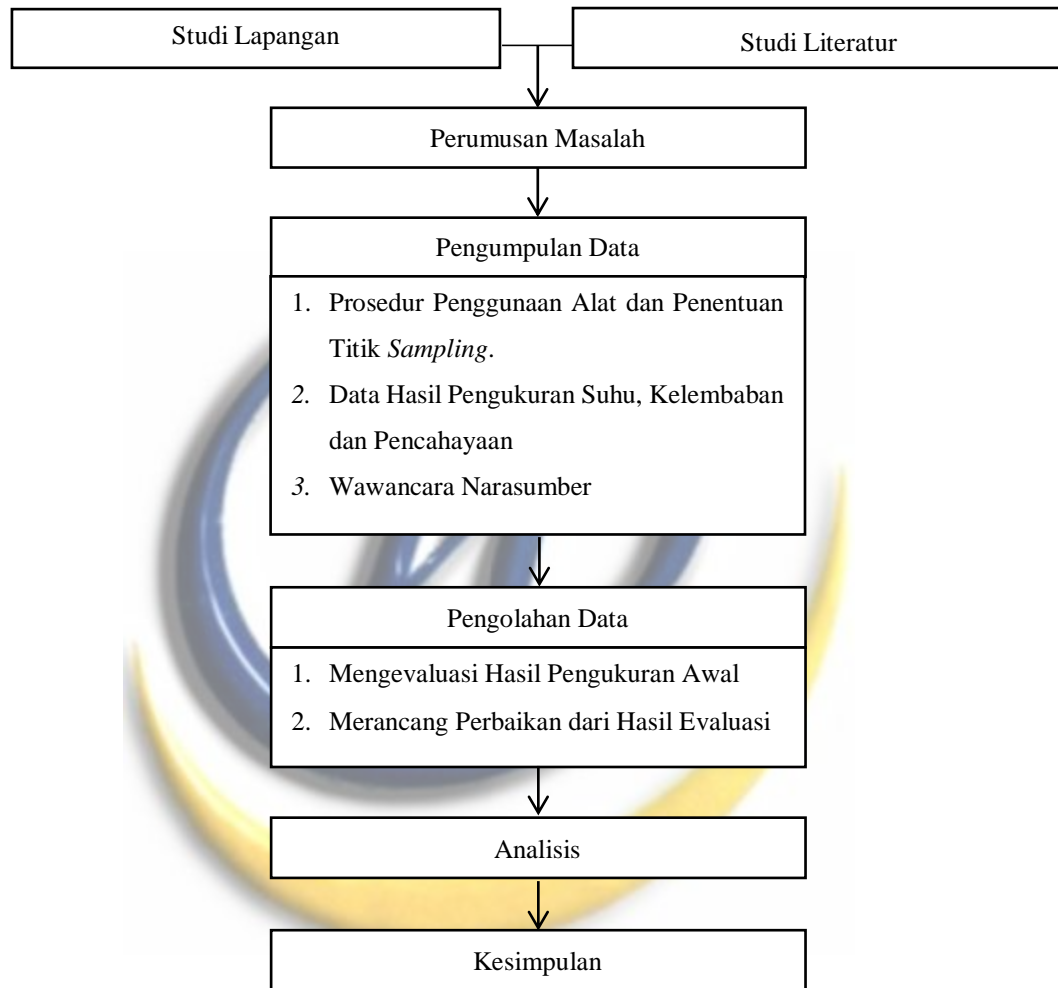 Studi Lapangan
Studi Literatur
Perumusan Masalah
Pengumpulan Data
1. Prosedur Penggunaan Alat dan Penentuan
Titik Sampling.
2. Data Hasil Pengukuran Suhu, Kelembaban
dan Pencahayaan
3. Wawancara Narasumber
Pengolahan Data
1. Mengevaluasi Hasil Pengukuran Awal
2. Merancang Perbaikan dari Hasil Evaluasi
Analisis
Kesimpulan